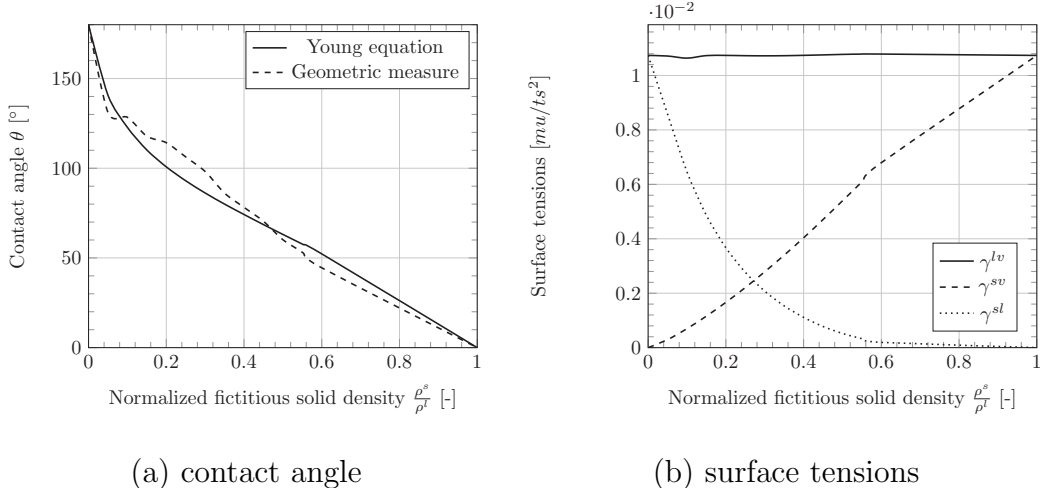 Young equation
Geometric measure
150
100
50
0
0
0.2
0.4
0.6
0.8
1
Contact angle θ [°]
Normalized fictitious solid density ρ^s/ρ^l [-]
(a) contact angle
·10^−2
1
0.8
0.6
0.4
0.2
0
0
0.2
0.4
0.6
0.8
1
Surface tensions [mu/ts^2]
γ^lv
γ^sv
γ^sl
Normalized fictitious solid density ρ^s/ρ^l [-]
(b) surface tensions